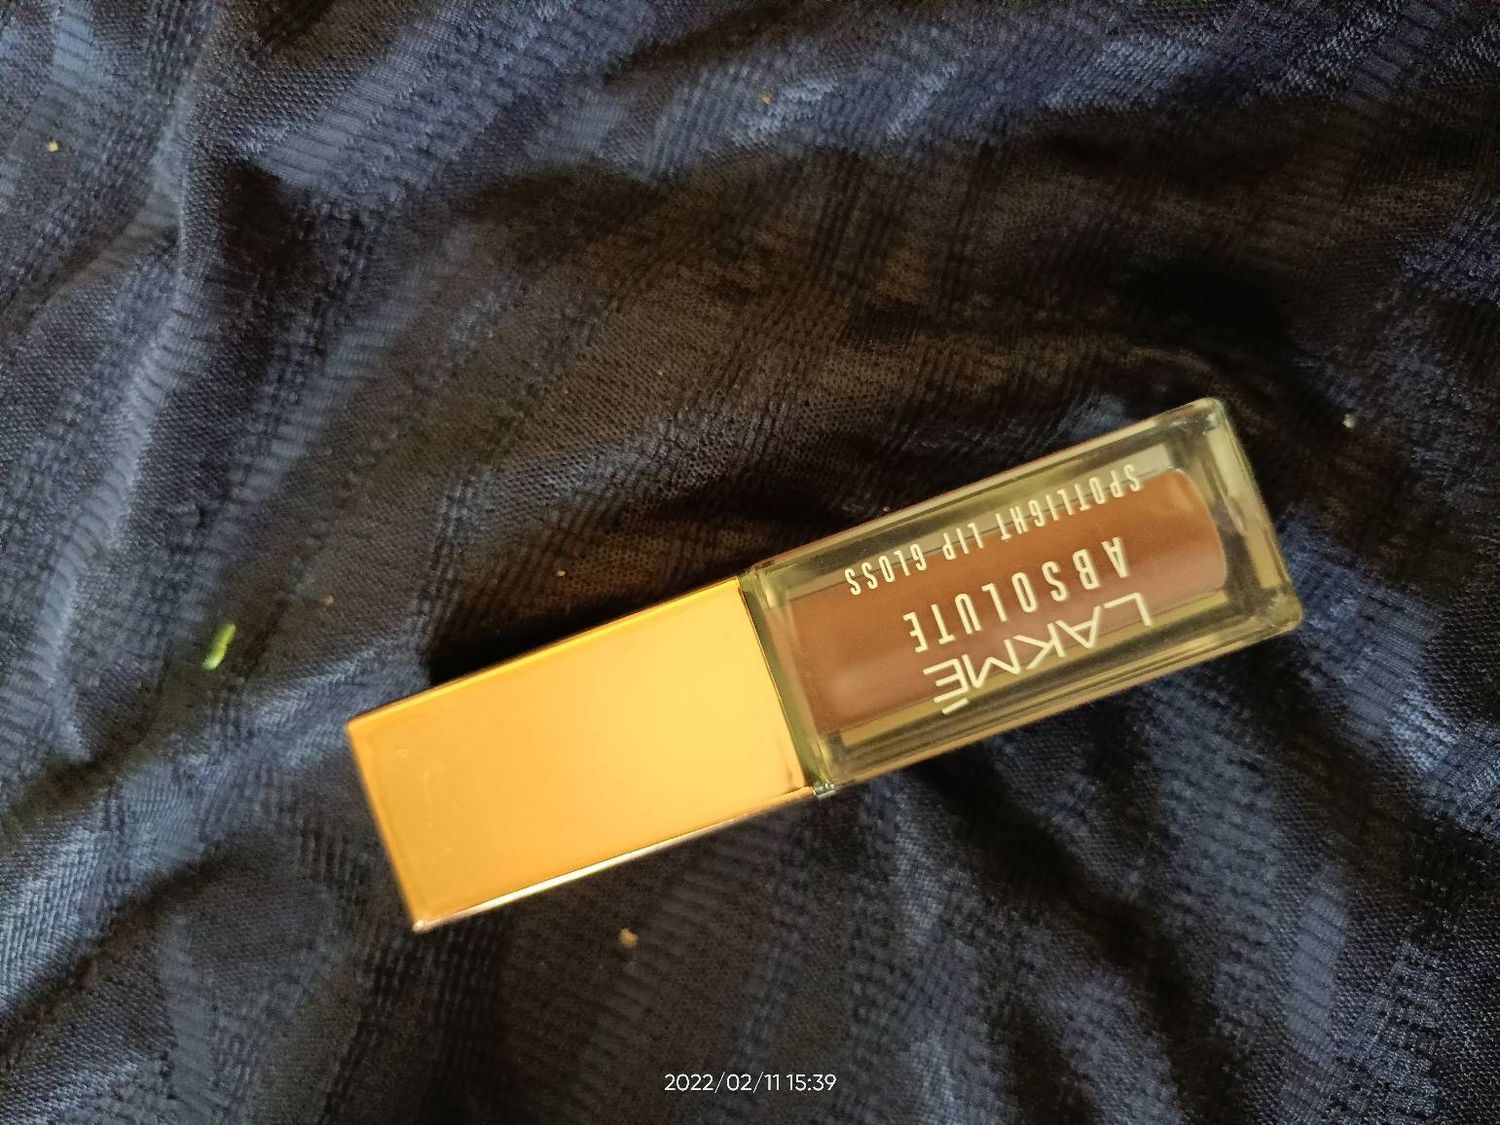 LAKMĒ
ABSOLUTE
SPOTLIGHT LIP GLOSS
2022/02/11 15:39